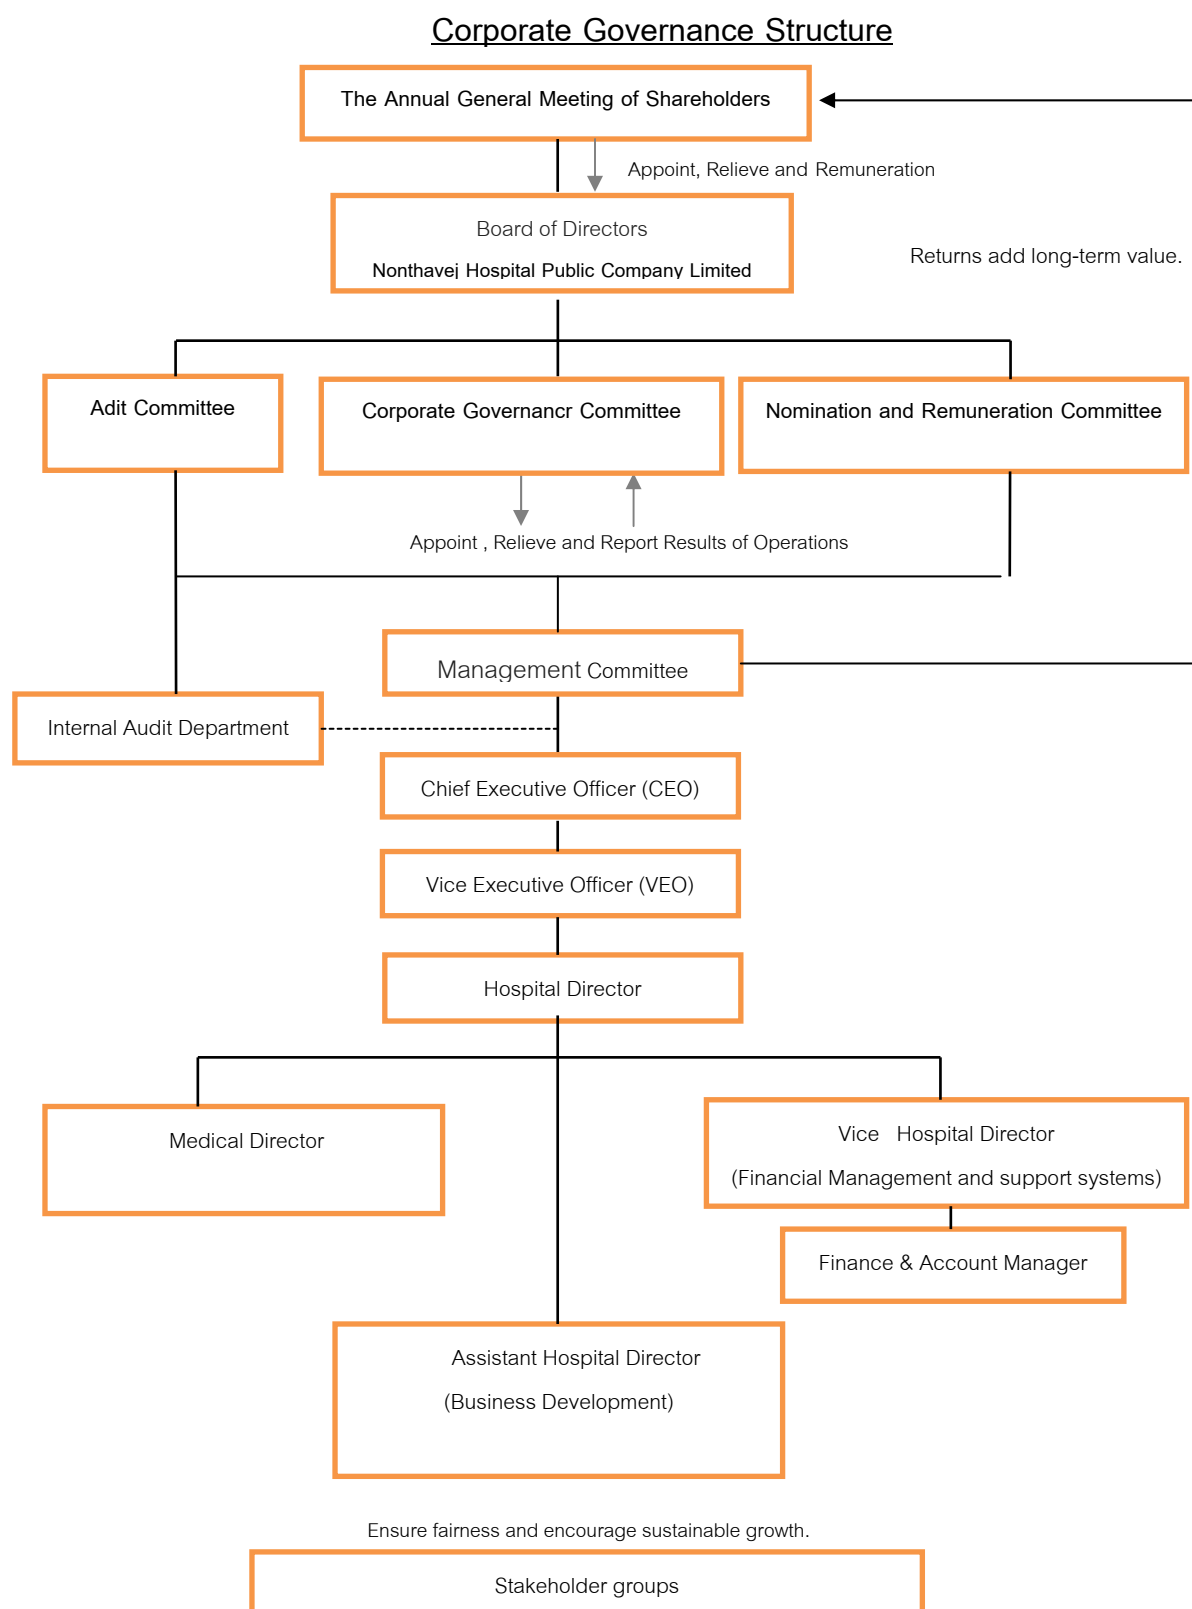 Corporate Governance Structure
The Annual General Meeting of Shareholders
Appoint, Relieve and Remuneration
Board of Directors
Nonthavej Hospital Public Company Limited
Returns add long-term value.
Adit Committee
Corporate Governancr Committee
Nomination and Remuneration Committee
Appoint , Relieve and Report Results of Operations
Management Committee
Internal Audit Department
Chief Executive Officer (CEO)
Vice Executive Officer (VEO)
Hospital Director
Medical Director
Vice Hospital Director
(Financial Management and support systems)
Finance & Account Manager
Assistant Hospital Director
(Business Development)
Ensure fairness and encourage sustainable growth.
Stakeholder groups